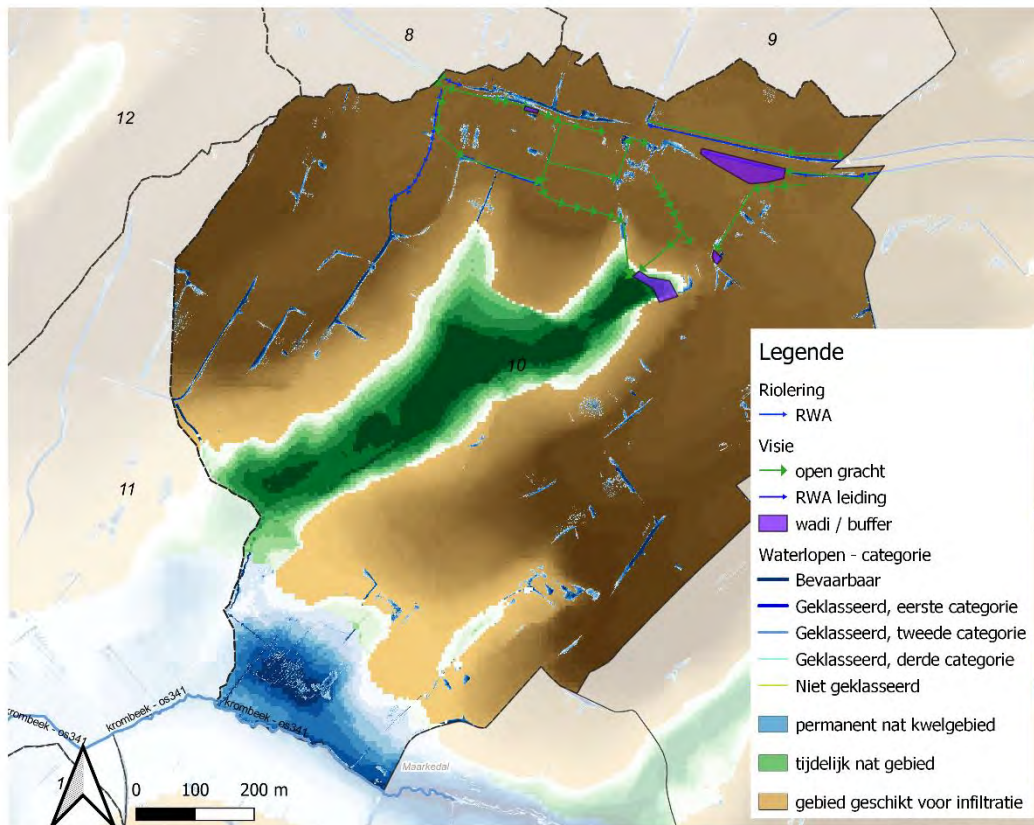 8
9
12
10
11
krombeek - os341
krombeek - os341
krombeek - os341
Maarkedal
1
0 100 200 m
Legende
Riolering
RWA
Visie
open gracht
RWA leiding
wadi / buffer
Waterlopen - categorie
Bevaarbaar
Geklasseerd, eerste categorie
Geklasseerd, tweede categorie
Geklasseerd, derde categorie
Niet geklasseerd
permanent nat kwelgebied
tijdelijk nat gebied
gebied geschikt voor infiltratie